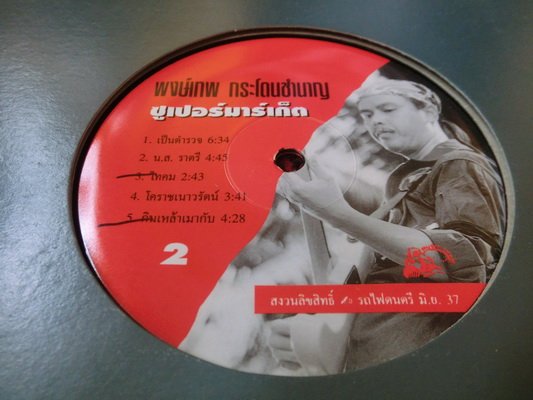 พงษ์เทพ กระโดนชำนาญ
ซูเปอร์มาร์เก็ต
1. เป็นตำรวจ 6:34
2. น.ส. ราตรี 4:45
3. ไทคม 2:43
4. โคราชเนาวรัตน์ 3:41
5. กินเหล้าเมากับ 4:28
2
สงวนลิขสิทธิ์ โดย รถไฟดนตรี มิ.ย. 37